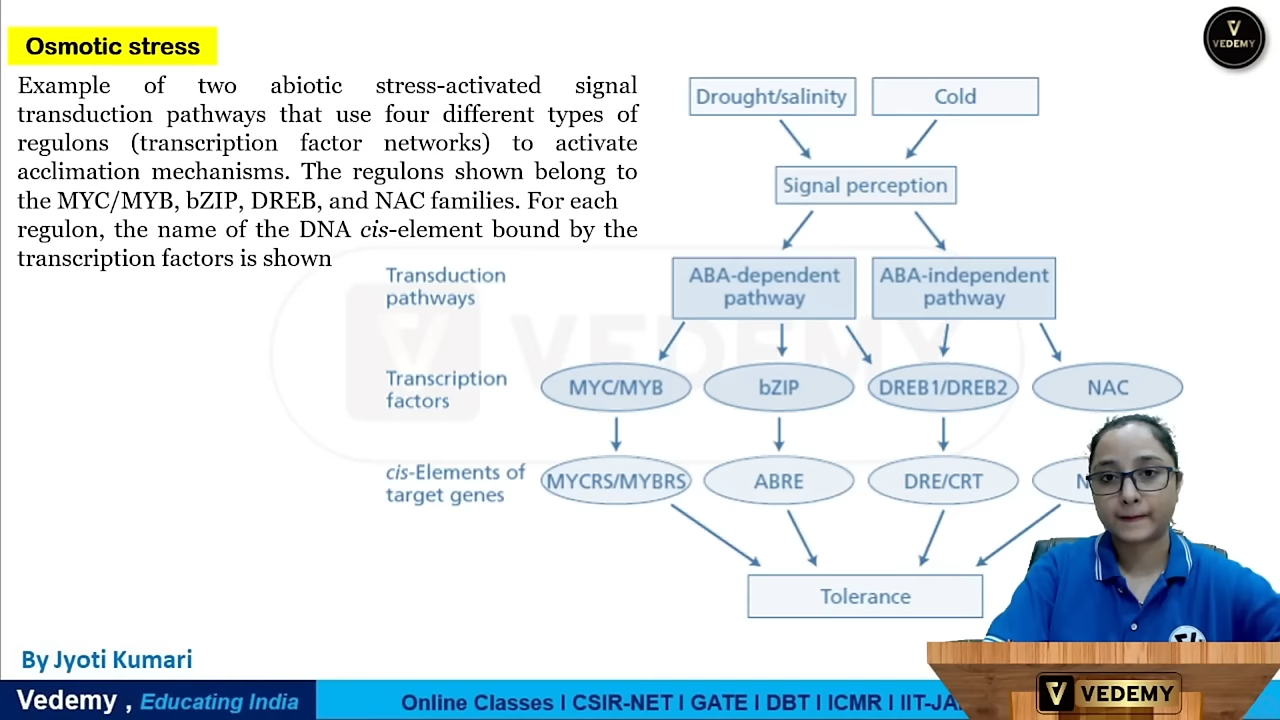 Osmotic stress
VEDEMY
Example of two abiotic stress-activated signal
transduction pathways that use four different types of
regulons (transcription factor networks) to activate
acclimation mechanisms. The regulons shown belong to
the MYC/MYB, bZIP, DREB, and NAC families. For each
regulon, the name of the DNA cis-element bound by the
transcription factors is shown
Drought/salinity
Cold
Signal perception
Transduction
pathways
ABA-dependent
pathway
ABA-independent
pathway
VEDEMY
Transcription
factors
MYC/MYB
bZIP
DREB1/DREB2
NAC
cis-Elements of
target genes
MYCRS/MYBRS
ABRE
DRE/CRT
Tolerance
By Jyoti Kumari
Vedemy , Educating India
Online Classes I CSIR-NET I GATE I DBT I ICMR I IIT-JA
VEDEMY